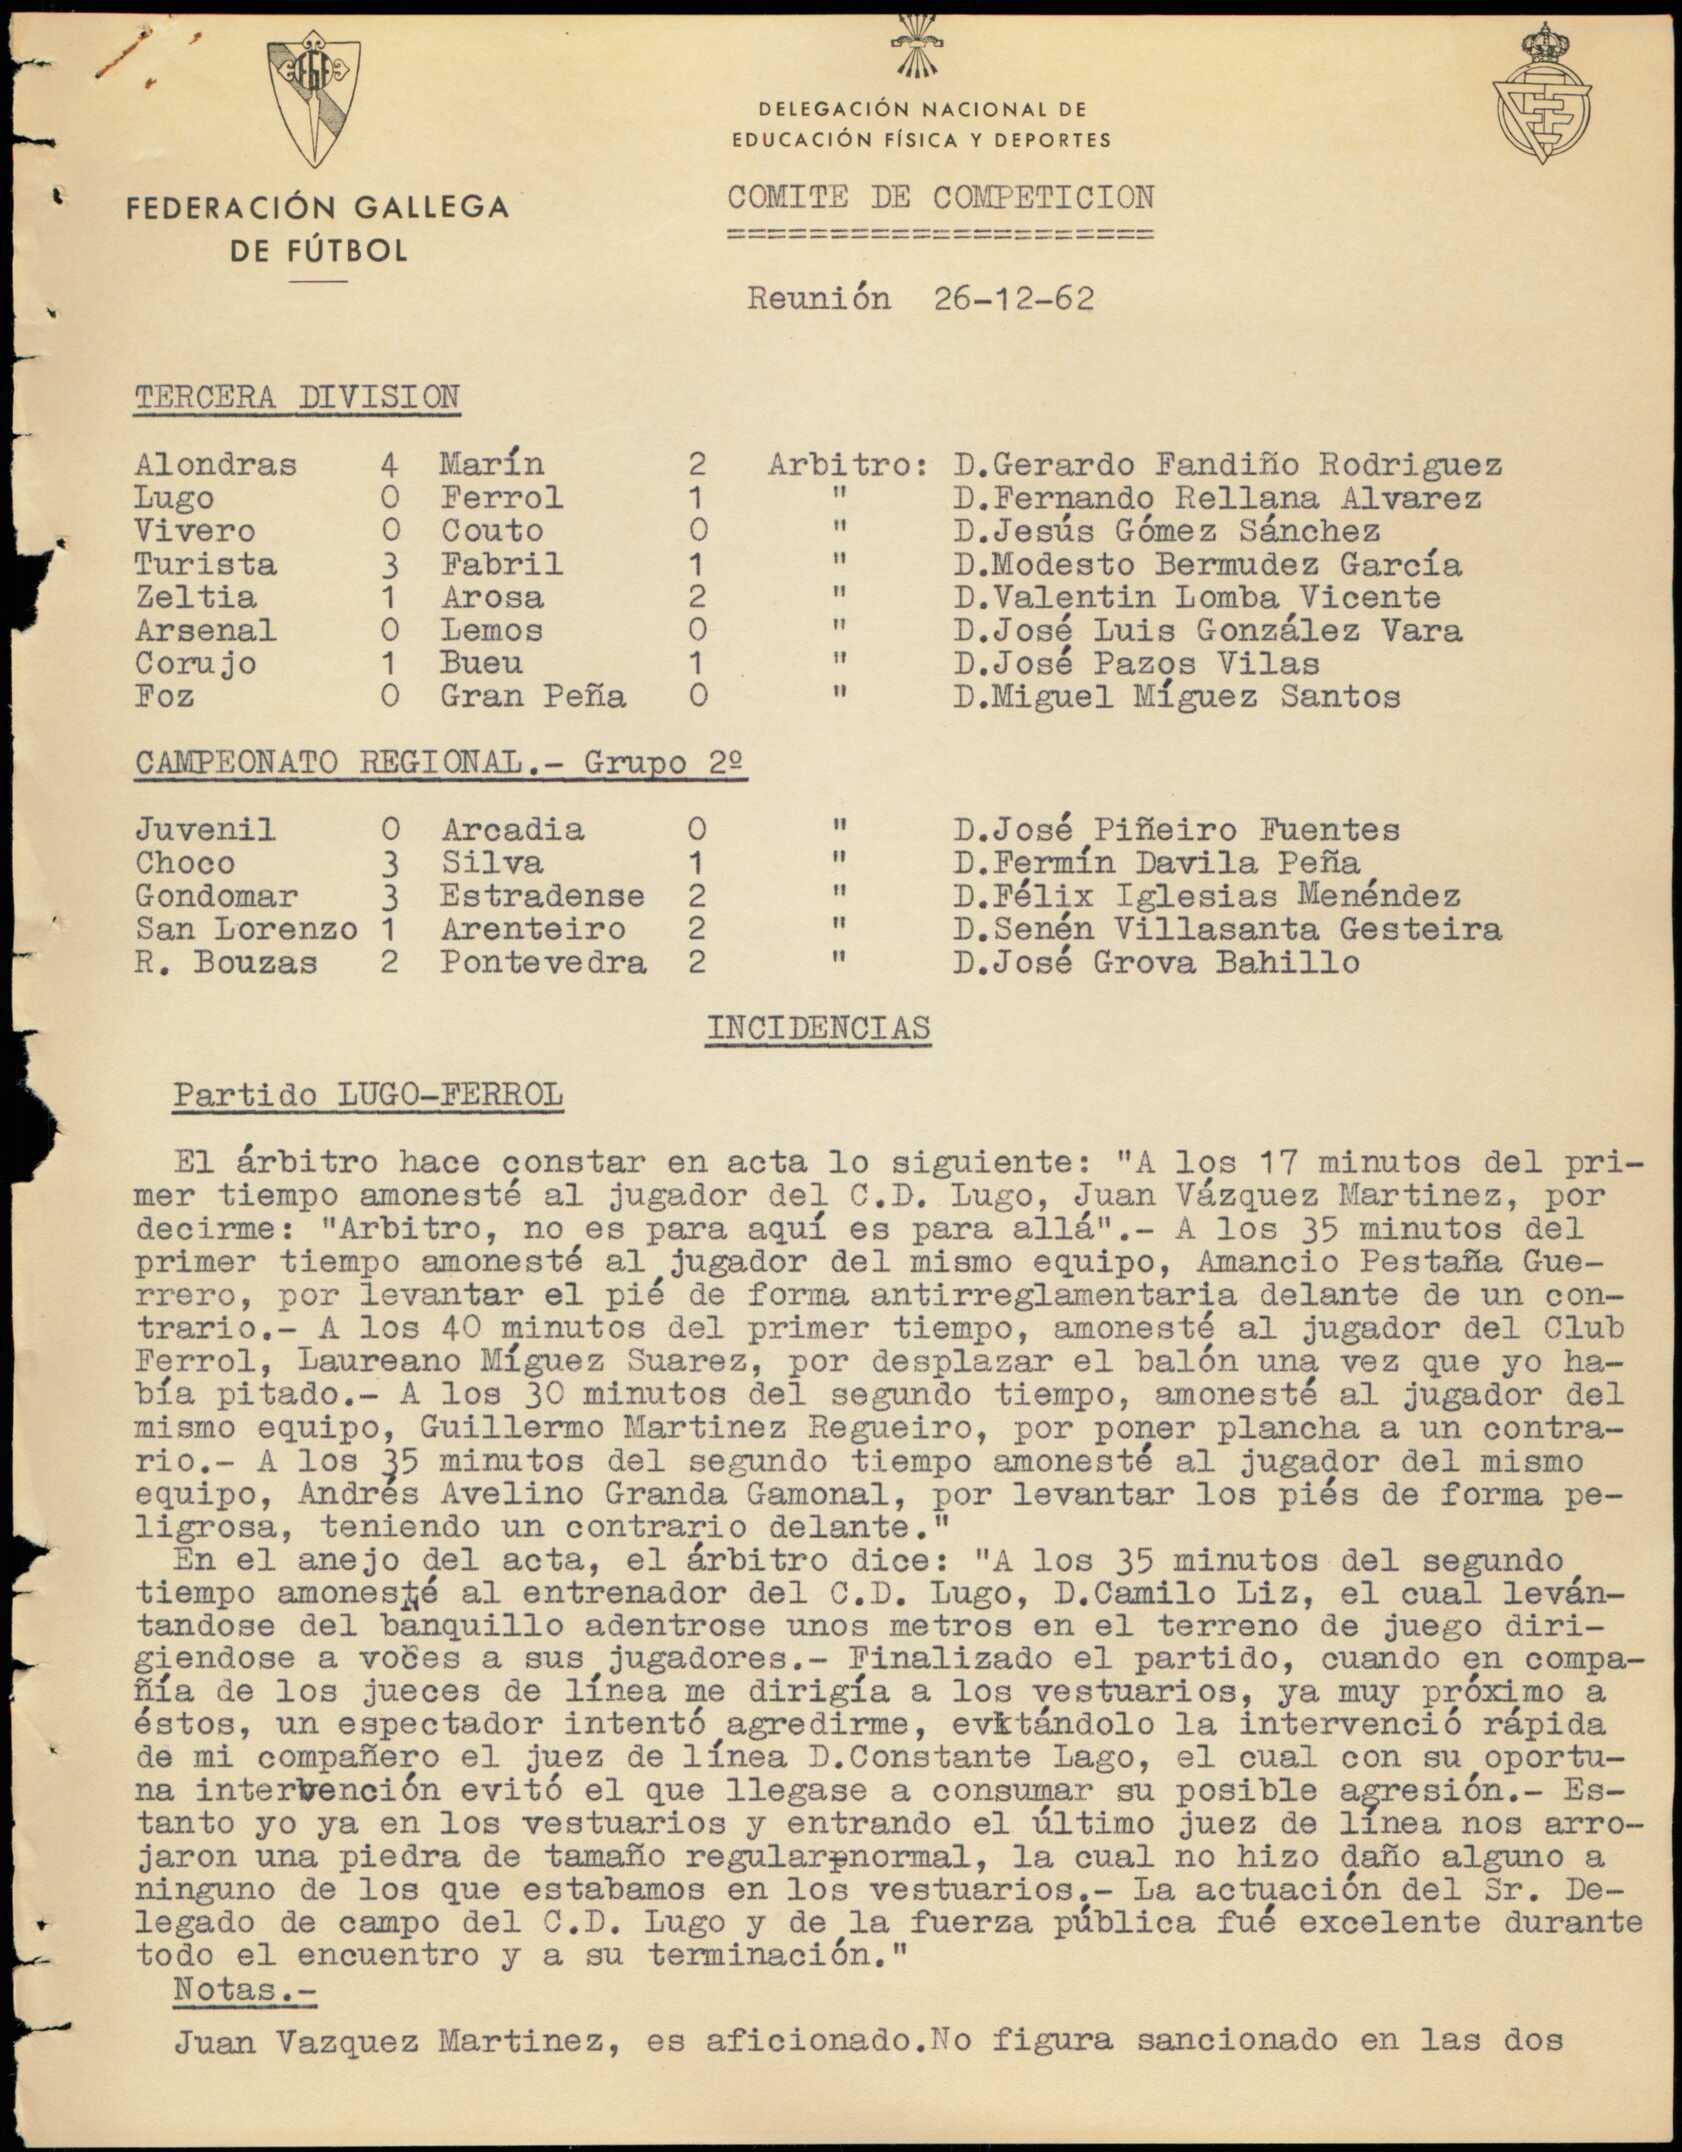 DELEGACIÓN NACIONAL DE
EDUCACIÓN FÍSICA Y DEPORTES
FEDERACIÓN GALLEGA
DE FÚTBOL
COMITE DE COMPETICION
=====================
Reunión 26-12-62
TERCERA DIVISION
Alondras 4 Marín 2 Arbitro: D.Gerardo Fandiño Rodriguez
Lugo 0 Ferrol 1 " D.Fernando Rellana Alvarez
Vivero 0 Couto 0 " D.Jesús Gómez Sánchez
Turista 3 Fabril 1 " D.Modesto Bermudez García
Zeltia 1 Arosa 2 " D.Valentin Lomba Vicente
Arsenal 0 Lemos 0 " D.José Luis González Vara
Corujo 1 Bueu 1 " D.José Pazos Vilas
Foz 0 Gran Peña 0 " D.Miguel Míguez Santos
CAMPEONATO REGIONAL.- Grupo 2º
Juvenil 0 Arcadia 0 " D.José Piñeiro Fuentes
Choco 3 Silva 1 " D.Fermín Davila Peña
Gondomar 3 Estradense 2 " D.Félix Iglesias Menéndez
San Lorenzo 1 Arenteiro 2 " D.Senén Villasanta Gesteira
R. Bouzas 2 Pontevedra 2 " D.José Grova Bahillo
INCIDENCIAS
Partido LUGO-FERROL
El árbitro hace constar en acta lo siguiente: "A los 17 minutos del pri-
mer tiempo amonesté al jugador del C.D. Lugo, Juan Vázquez Martinez, por
decirme: "Arbitro, no es para aquí es para allá".- A los 35 minutos del
primer tiempo amonesté al jugador del mismo equipo, Amancio Pestaña Gue-
rrero, por levantar el pié de forma antirreglamentaria delante de un con-
trario.- A los 40 minutos del primer tiempo, amonesté al jugador del Club
Ferrol, Laureano Míguez Suarez, por desplazar el balón una vez que yo ha-
bía pitado.- A los 30 minutos del segundo tiempo, amonesté al jugador del
mismo equipo, Guillermo Martinez Regueiro, por poner plancha a un contra-
rio.- A los 35 minutos del segundo tiempo amonesté al jugador del mismo
equipo, Andrés Avelino Granda Gamonal, por levantar los piés de forma pe-
ligrosa, teniendo un contrario delante."
En el anejo del acta, el árbitro dice: "A los 35 minutos del segundo
tiempo amonesté al entrenador del C.D. Lugo, D.Camilo Liz, el cual leván-
tandose del banquillo adentrose unos metros en el terreno de juego diri-
giendose a voces a sus jugadores.- Finalizado el partido, cuando en compa-
ñía de los jueces de línea me dirigía a los vestuarios, ya muy próximo a
éstos, un espectador intentó agredirme, evitándolo la intervenció rápida
de mi compañero el juez de línea D.Constante Lago, el cual con su oportu-
na intervención evitó el que llegase a consumar su posible agresión.- Es-
tanto yo ya en los vestuarios y entrando el último juez de línea nos arro-
jaron una piedra de tamaño regular-normal, la cual no hizo daño alguno a
ninguno de los que estabamos en los vestuarios.- La actuación del Sr. De-
legado de campo del C.D. Lugo y de la fuerza pública fué excelente durante
todo el encuentro y a su terminación."
Notas.-
Juan Vazquez Martinez, es aficionado.No figura sancionado en las dos